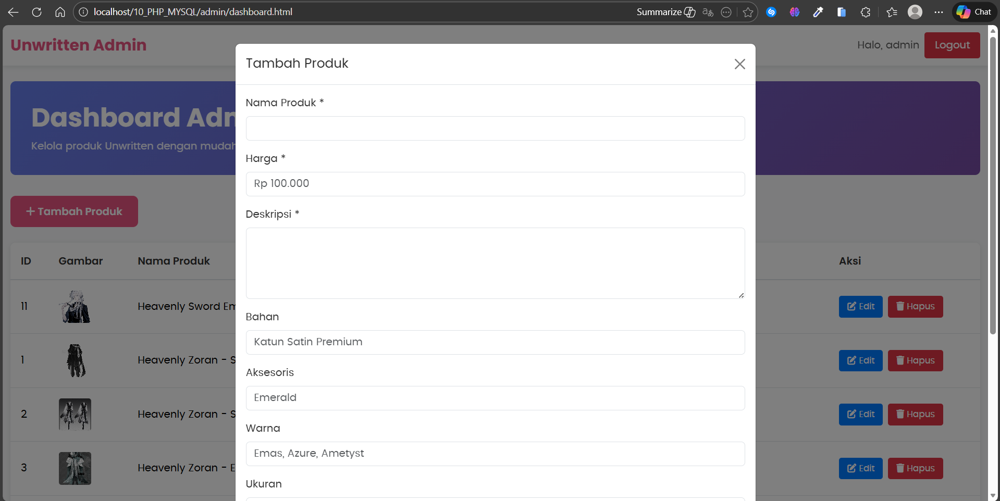 localhost/10_PHP_MYSQL/admin/dashboard.html
Summarize
Chat
Unwritten Admin
Halo, admin
Logout
Dashboard Adm
Kelola produk Unwritten dengan mudah
+ Tambah Produk
ID
Gambar
Nama Produk
Aksi
11
Heavenly Sword Em
Edit
Hapus
1
Heavenly Zoran - S
Edit
Hapus
2
Heavenly Zoran - S
Edit
Hapus
3
Heavenly Zoran - E
Edit
Hapus
Tambah Produk
Nama Produk *
Harga *
Rp 100.000
Deskripsi *
Bahan
Katun Satin Premium
Aksesoris
Emerald
Warna
Emas, Azure, Ametyst
Ukuran